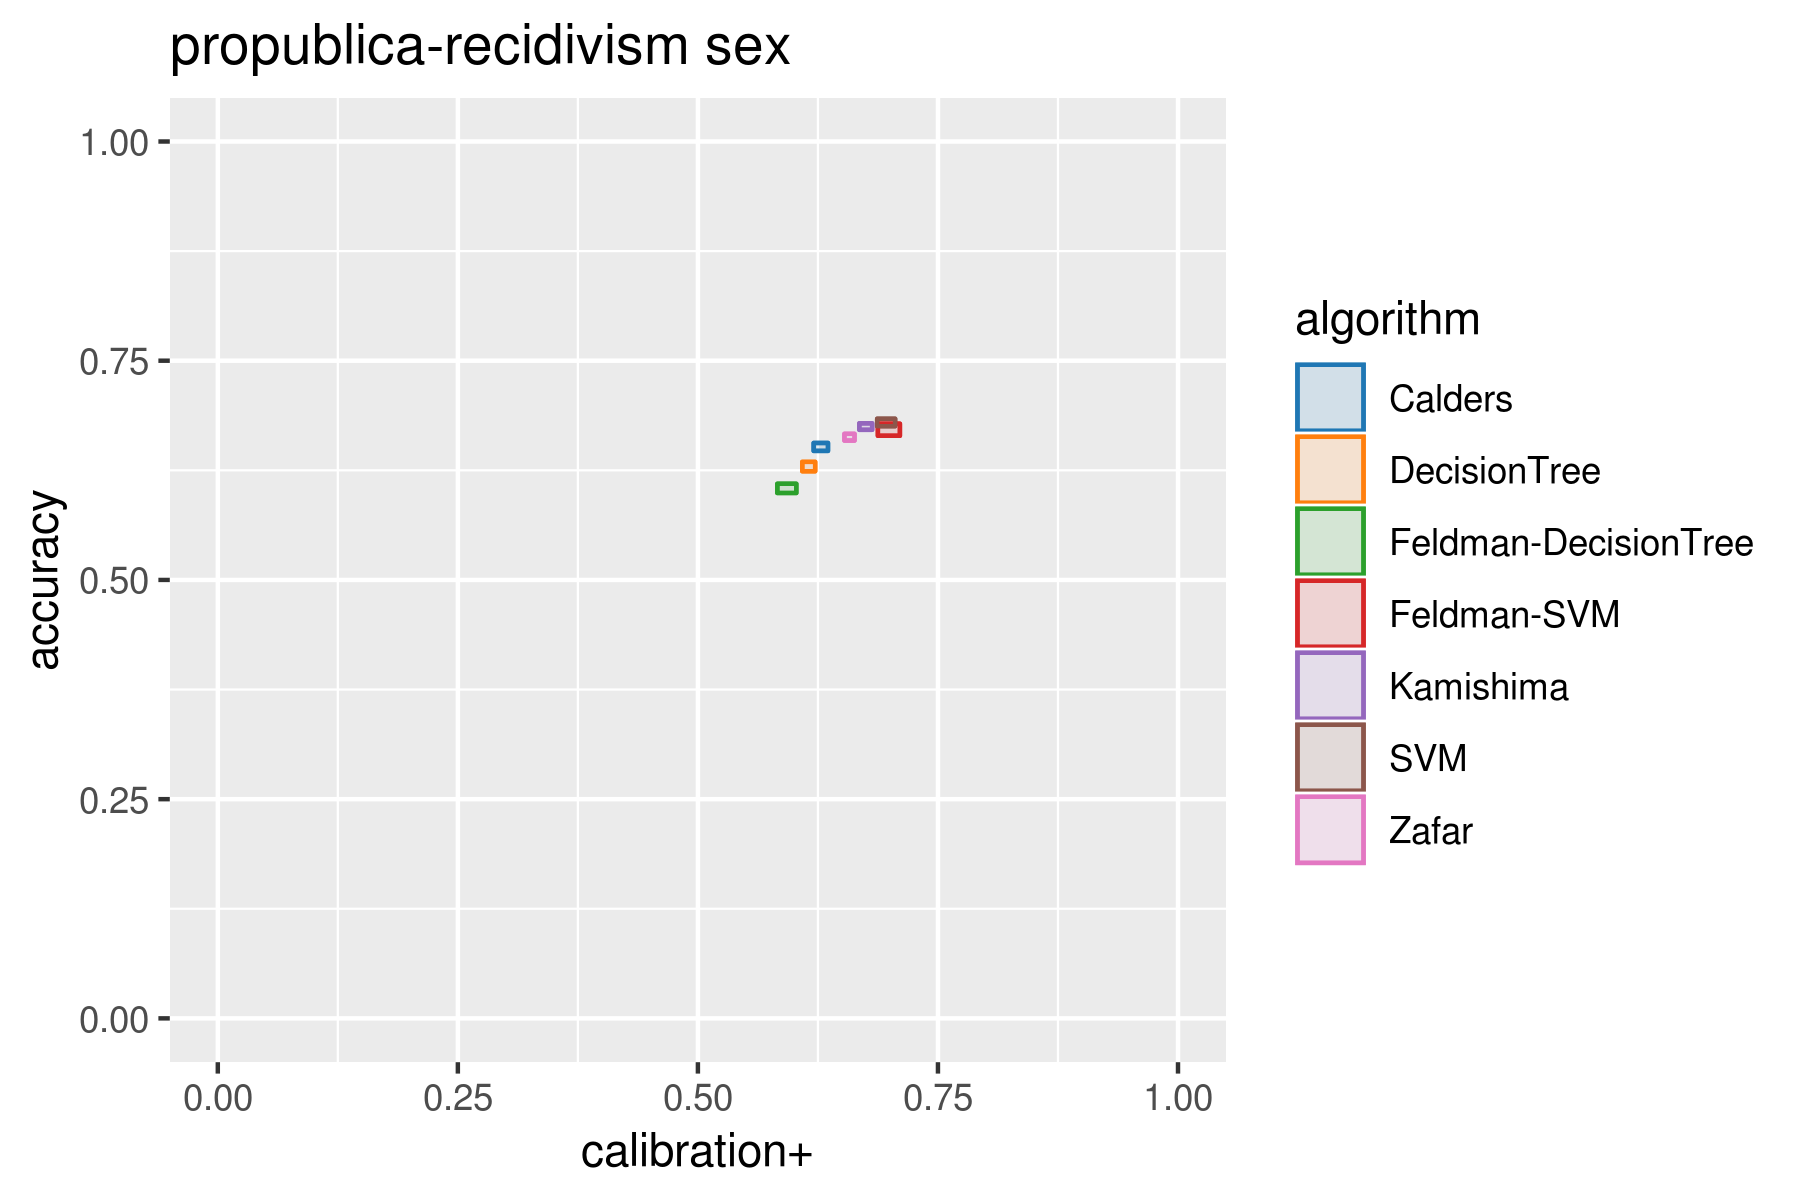 propublica-recidivism sex
1.00
0.75
0.50
0.25
0.00
accuracy
0.00 0.25 0.50 0.75 1.00
calibration+
algorithm
Calders
DecisionTree
Feldman-DecisionTree
Feldman-SVM
Kamishima
SVM
Zafar